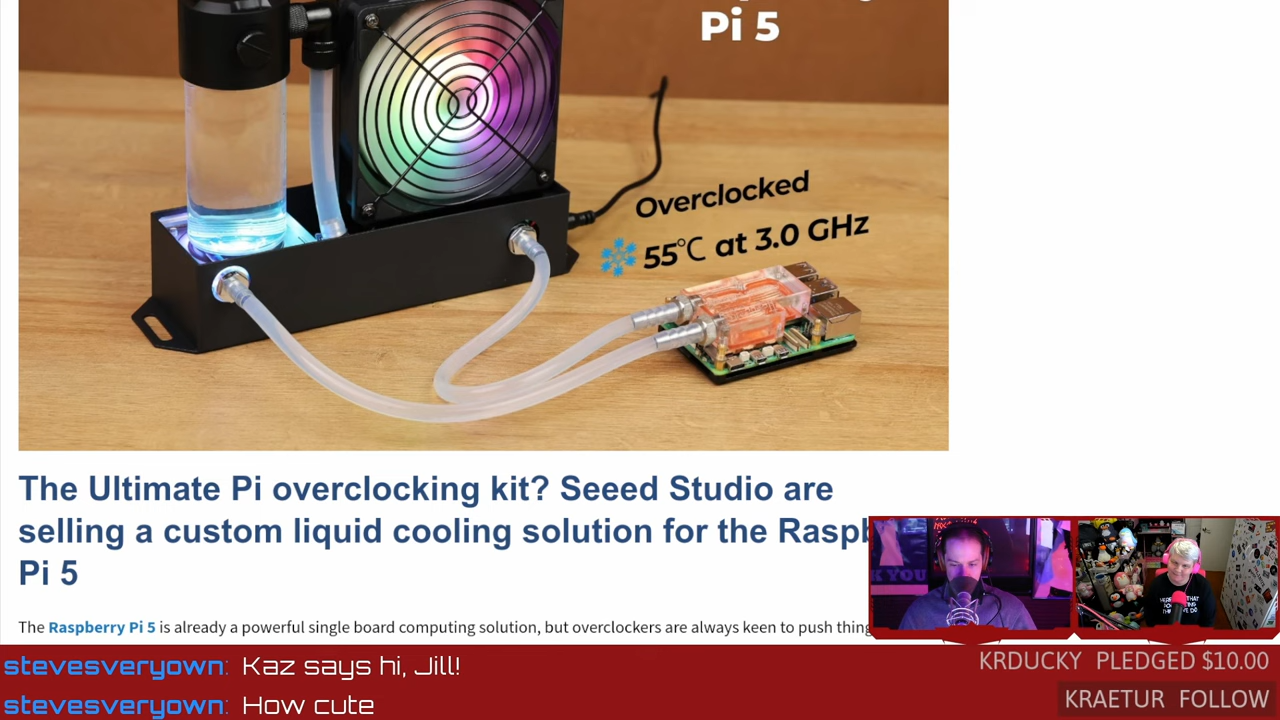 Pi 5
Overclocked
55℃ at 3.0 GHz
The Ultimate Pi overclocking kit? Seeed Studio are
selling a custom liquid cooling solution for the Raspb
Pi 5
The Raspberry Pi 5 is already a powerful single board computing solution, but overclockers are always keen to push thing
K YOU
stevesveryown: Kaz says hi, Jill!
stevesveryown: How cute
KRDUCKY PLEDGED $10.00
KRAETUR FOLLOW